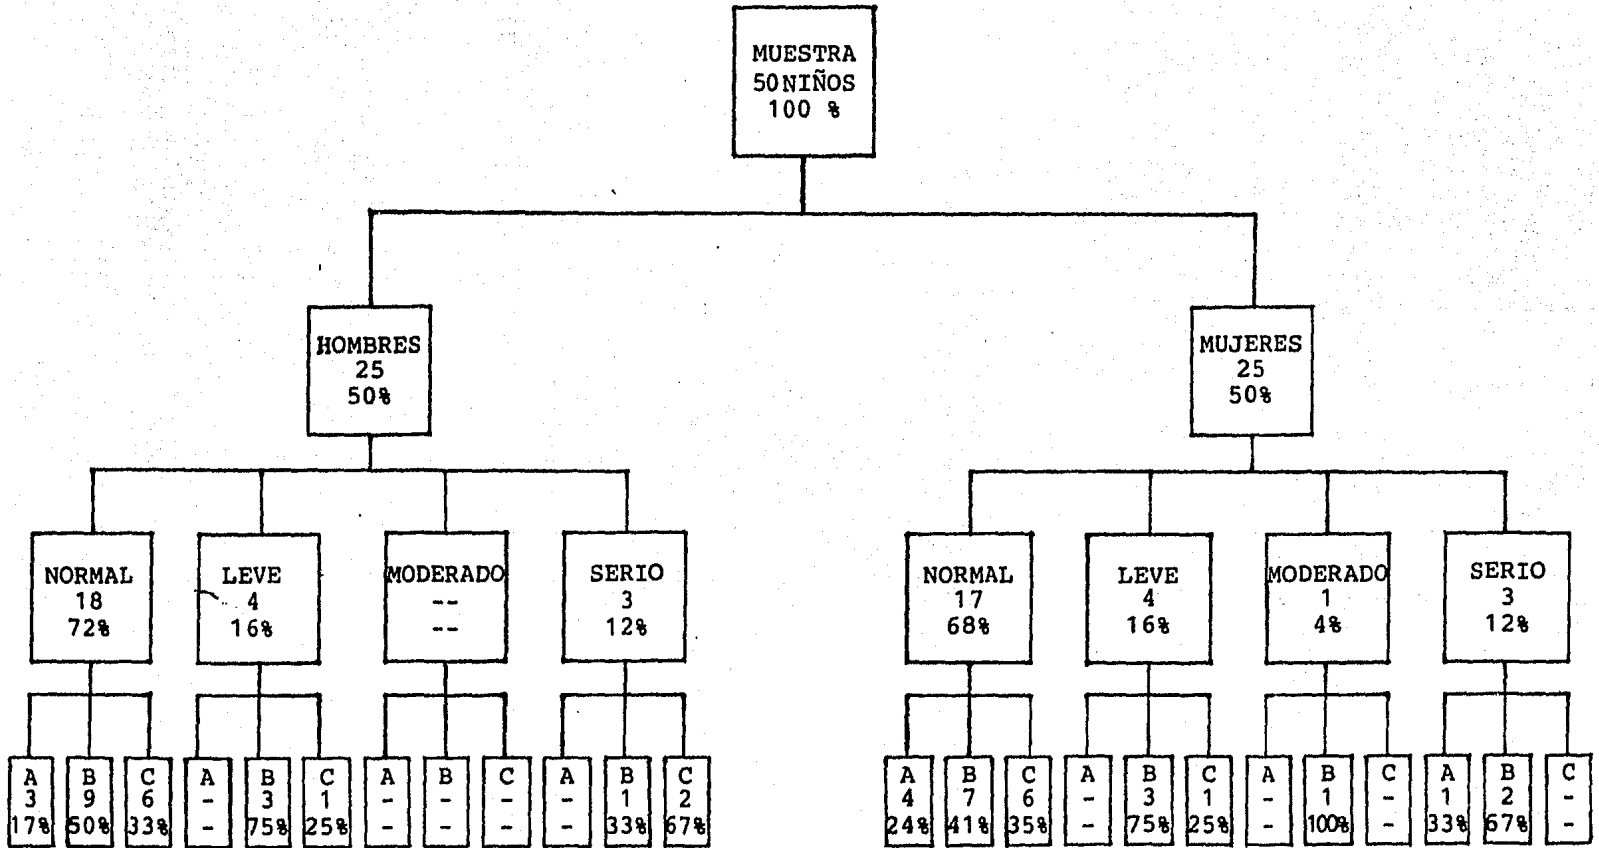 MUESTRA
50 NIÑOS
100 %
HOMBRES
25
50%
MUJERES
25
50%
NORMAL
18
72%
LEVE
4
16%
MODERADO
--
--
SERIO
3
12%
NORMAL
17
68%
LEVE
4
16%
MODERADO
1
4%
SERIO
3
12%
A
3
17%
B
9
50%
C
6
33%
A
-
-
B
3
75%
C
1
25%
A
-
-
B
-
-
C
-
-
A
-
-
B
1
33%
C
2
67%
A
4
24%
B
7
41%
C
6
35%
A
-
-
B
3
75%
C
1
25%
A
-
-
B
1
100%
C
-
-
A
1
33%
B
2
67%
C
-
-